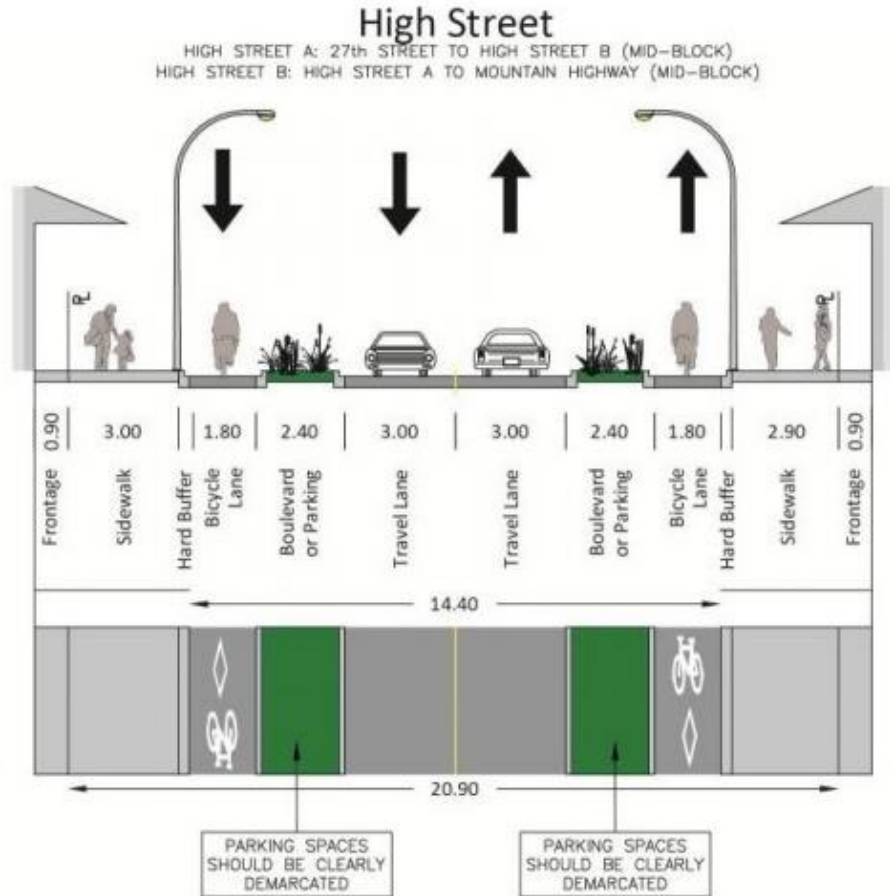 High Street
HIGH STREET A: 27th STREET TO HIGH STREET B (MID-BLOCK)
HIGH STREET B: HIGH STREET A TO MOUNTAIN HIGHWAY (MID-BLOCK)
PL
PL
0.90
3.00
1.80
2.40
3.00
3.00
2.40
1.80
2.90
0.90
Frontage
Sidewalk
Hard Buffer
Bicycle
Lane
Boulevard
or Parking
Travel Lane
Travel Lane
Boulevard
or Parking
Bicycle
Lane
Hard Buffer
Sidewalk
Frontage
14.40
20.90
PARKING SPACES
SHOULD BE CLEARLY
DEMARCATED
PARKING SPACES
SHOULD BE CLEARLY
DEMARCATED